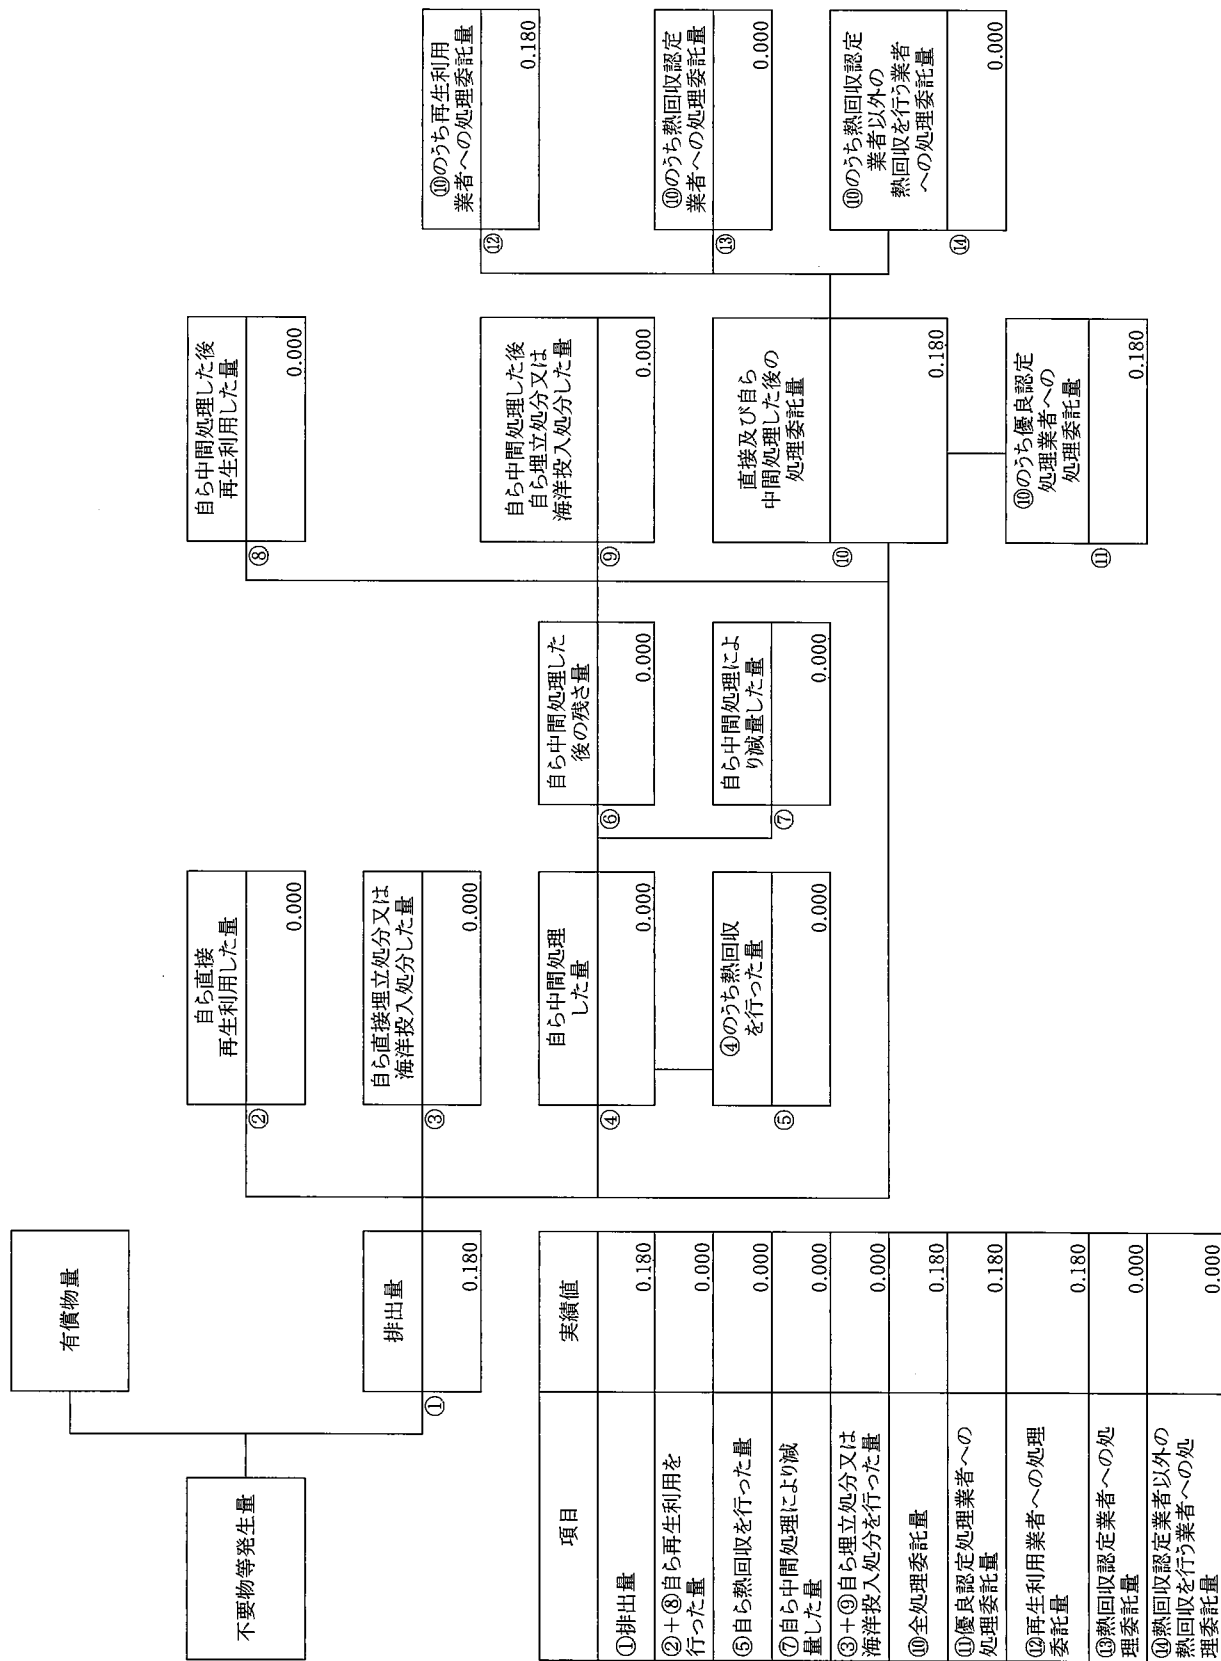 不要物等発生量
有償物量
排出量
①
0.180
自ら直接
再生利用した量
②
0.000
自ら直接埋立処分又は
海洋投入処分した量
③
0.000
自ら中間処理
した量
④
0.000
④のうち熱回収
を行った量
⑤
0.000
自ら中間処理した
後の残さ量
⑥
0.000
自ら中間処理によ
り減量した量
⑦
0.000
自ら中間処理した後
再生利用した量
⑧
0.000
自ら中間処理した後
自ら埋立処分又は
海洋投入処分した量
⑨
0.000
直接及び自ら
中間処理した後の
処理委託量
⑩
0.180
⑩のうち優良認定
処理業者への
処理委託量
⑪
0.180
⑩のうち再生利用
業者への処理委託量
⑫
0.180
⑩のうち熱回収認定
業者への処理委託量
⑬
0.000
⑩のうち熱回収認定
業者以外の
熱回収を行う業者
への処理委託量
⑭
0.000
項目 実績値
①排出量 0.180
②+⑧自ら再生利用を
行った量 0.000
⑤自ら熱回収を行った量 0.000
⑦自ら中間処理により減
量した量 0.000
③+⑨自ら埋立処分又は
海洋投入処分を行った量 0.000
⑩全処理委託量 0.180
⑪優良認定処理業者への
処理委託量 0.180
⑫再生利用業者への処理
委託量 0.180
⑬熱回収認定業者への処
理委託量 0.000
⑭熱回収認定業者以外の
熱回収を行う業者への処
理委託量 0.000